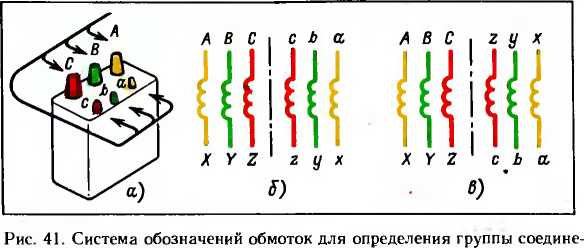 A B C c b a A B C z y x
A
B
C
a
b
c
X Y Z z y x X Y Z c b a
а) б) в)
Рис. 41. Система обозначений обмоток для определения группы соедине-